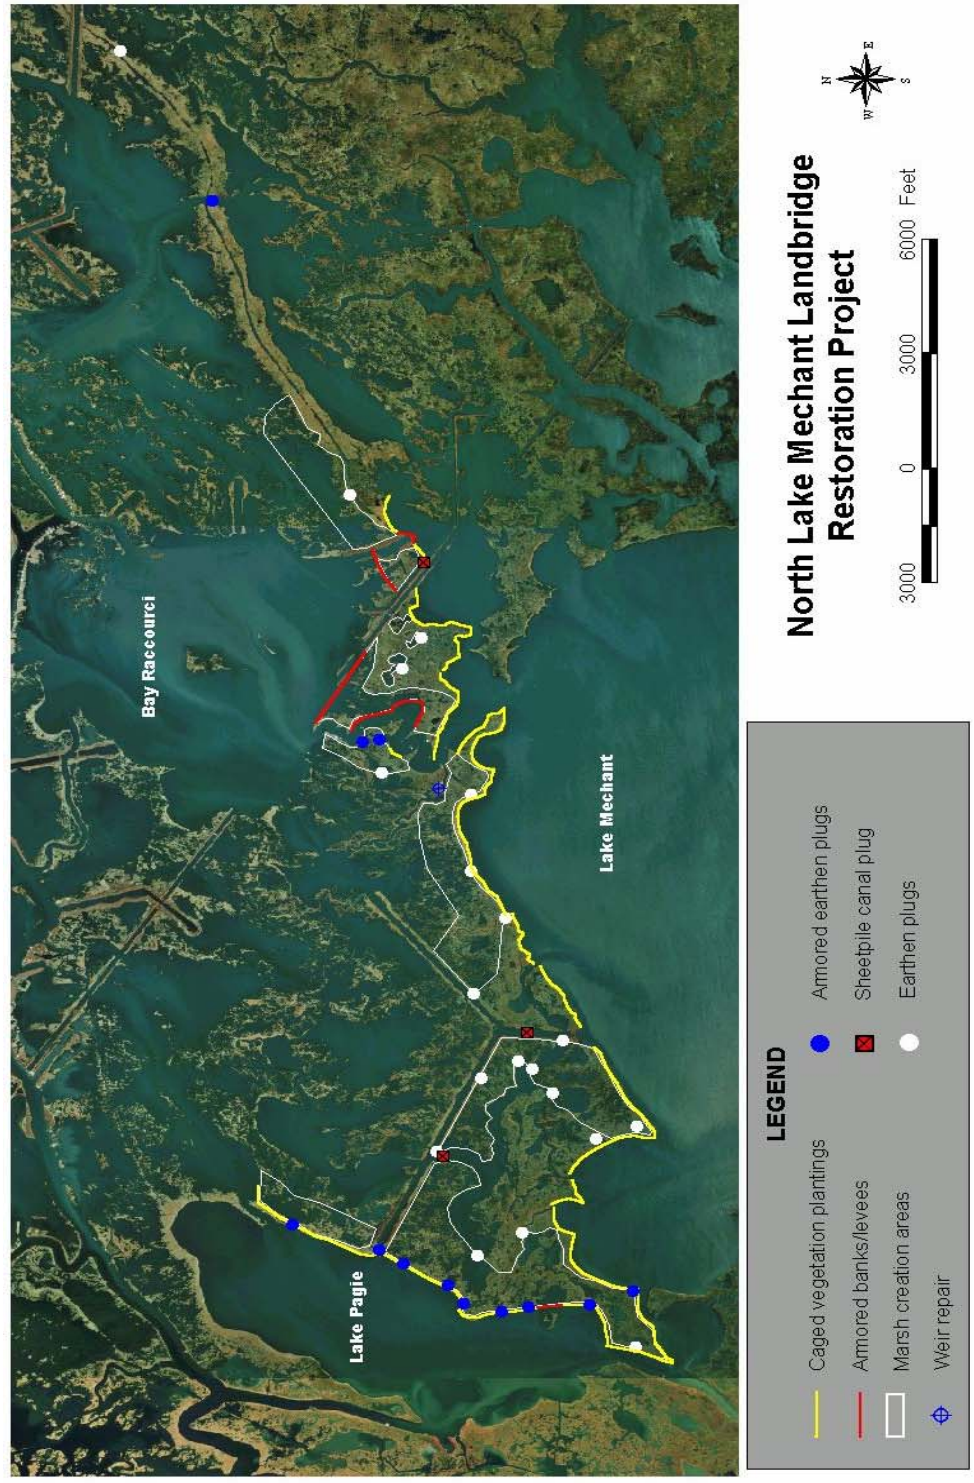 Bay Raccourci
Lake Mechant
Lake Pagie
North Lake Mechant Landbridge
Restoration Project
N
E
W
S
3000
0
3000
6000
Feet
LEGEND
Caged vegetation plantings
Armored banks/levees
Marsh creation areas
Weir repair
Armored earthen plugs
Sheetpile canal plug
Earthen plugs